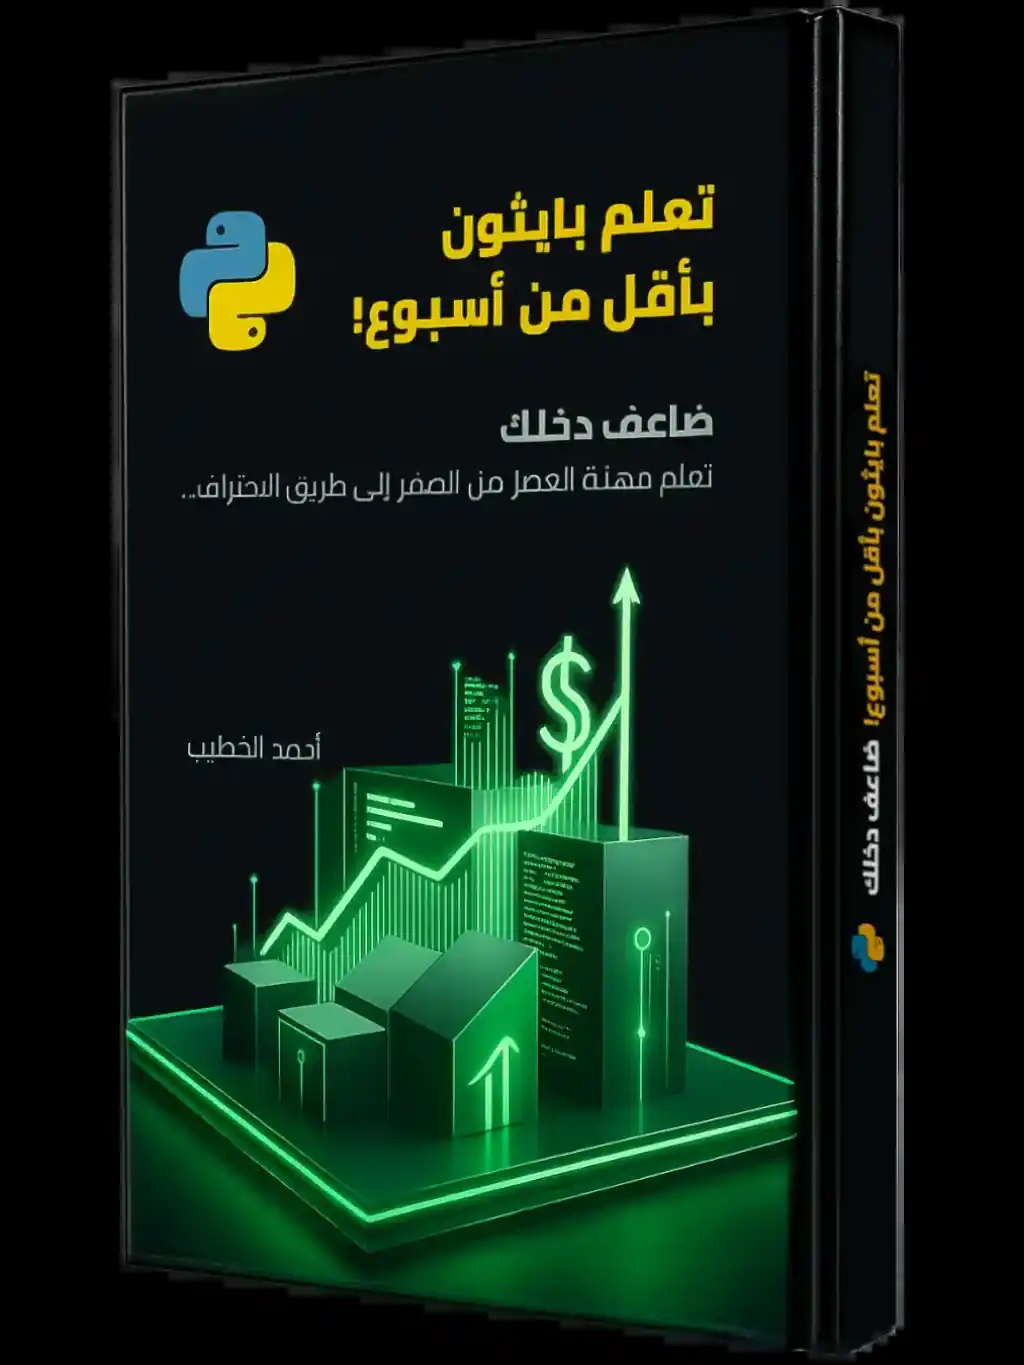 تعلم بايثون
بأقل من أسبوع!
ضاعف دخلك
تعلم مهنة العصر من الصفر إلى طريق الاحتراف...
$
أحمد الخطيب
تعلم بايثون بأقل من أسبوع! ضاعف دخلك